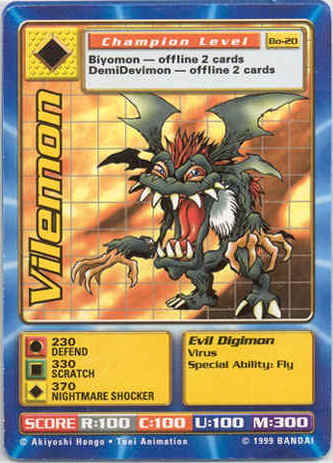 Champion Level
Bo-20
Biyomon — offline 2 cards
DemiDevimon — offline 2 cards
Vilemon
230
DEFEND
330
SCRATCH
370
NIGHTMARE SHOCKER
Evil Digimon
Virus
Special Ability: Fly
SCORE R:100 C:100 U:100 M:300
© Akiyoshi Hongo • Toei Animation
© 1999 BANDAI